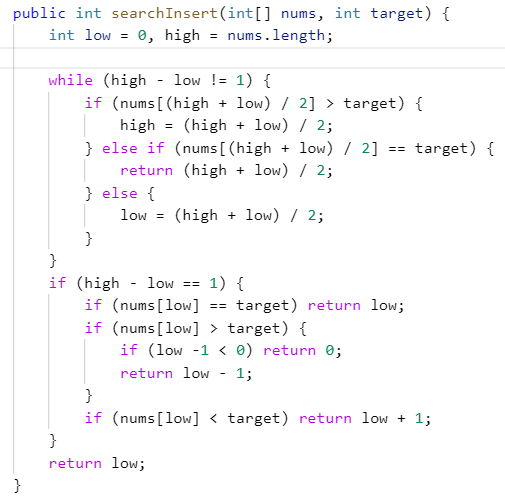 public int searchInsert(int[] nums, int target) {
    int low = 0, high = nums.length;

    while (high - low != 1) {
        if (nums[(high + low) / 2] > target) {
            high = (high + low) / 2;
        } else if (nums[(high + low) / 2] == target) {
            return (high + low) / 2;
        } else {
            low = (high + low) / 2;
        }
    }
    if (high - low == 1) {
        if (nums[low] == target) return low;
        if (nums[low] > target) {
            if (low -1 < 0) return 0;
            return low - 1;
        }
        if (nums[low] < target) return low + 1;
    }
    return low;
}